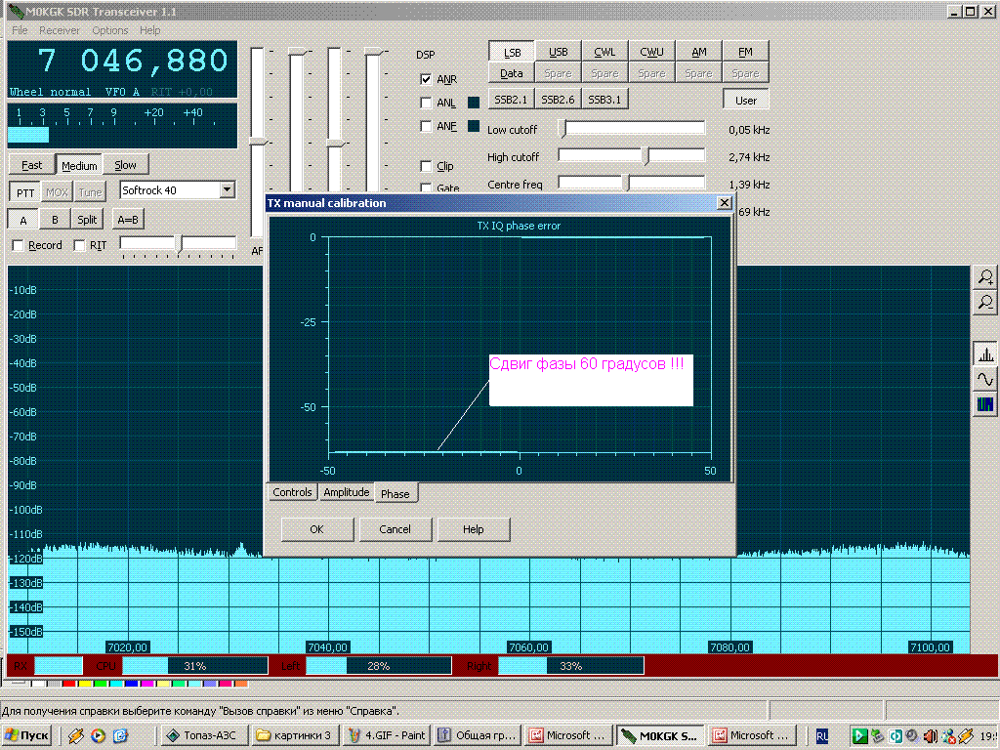 M0KGK SDR Transceiver 1.1
File Receiver Options Help
7 046,880
Wheel normal VFO A RIT +0,00
1 3 5 7 9 +20 +40
Fast Medium Slow
PTT MOX Tune Softrock 40
A B Split A=B
Record RIT
AF
DSP
ANR
ANL
ANF
Clip
Gate
LSB USB CWL CWU AM FM
Data Spare Spare Spare Spare Spare
SSB2.1 SSB2.6 SSB3.1 User
Low cutoff 0,05 kHz
High cutoff 2,74 kHz
Centre freq 1,39 kHz
69 kHz
TX manual calibration
TX IQ phase error
0
-25
-50
Сдвиг фазы 60 градусов !!!
-50 0 50
Controls Amplitude Phase
OK Cancel Help
-10dB
-20dB
-30dB
-40dB
-50dB
-60dB
-70dB
-80dB
-90dB
-100dB
-110dB
-120dB
-130dB
-140dB
-150dB
7020,00 7040,00 7060,00 7080,00 7100,00
RX CPU 31% Left 28% Right 33%
Для получения справки выберите команду "Вызов справки" из меню "Справка".
Пуск Топаз-АЗС картинки 3 4.GIF - Paint Общая гр... Microsoft ... M0KGK S... Microsoft ... RL 19:5